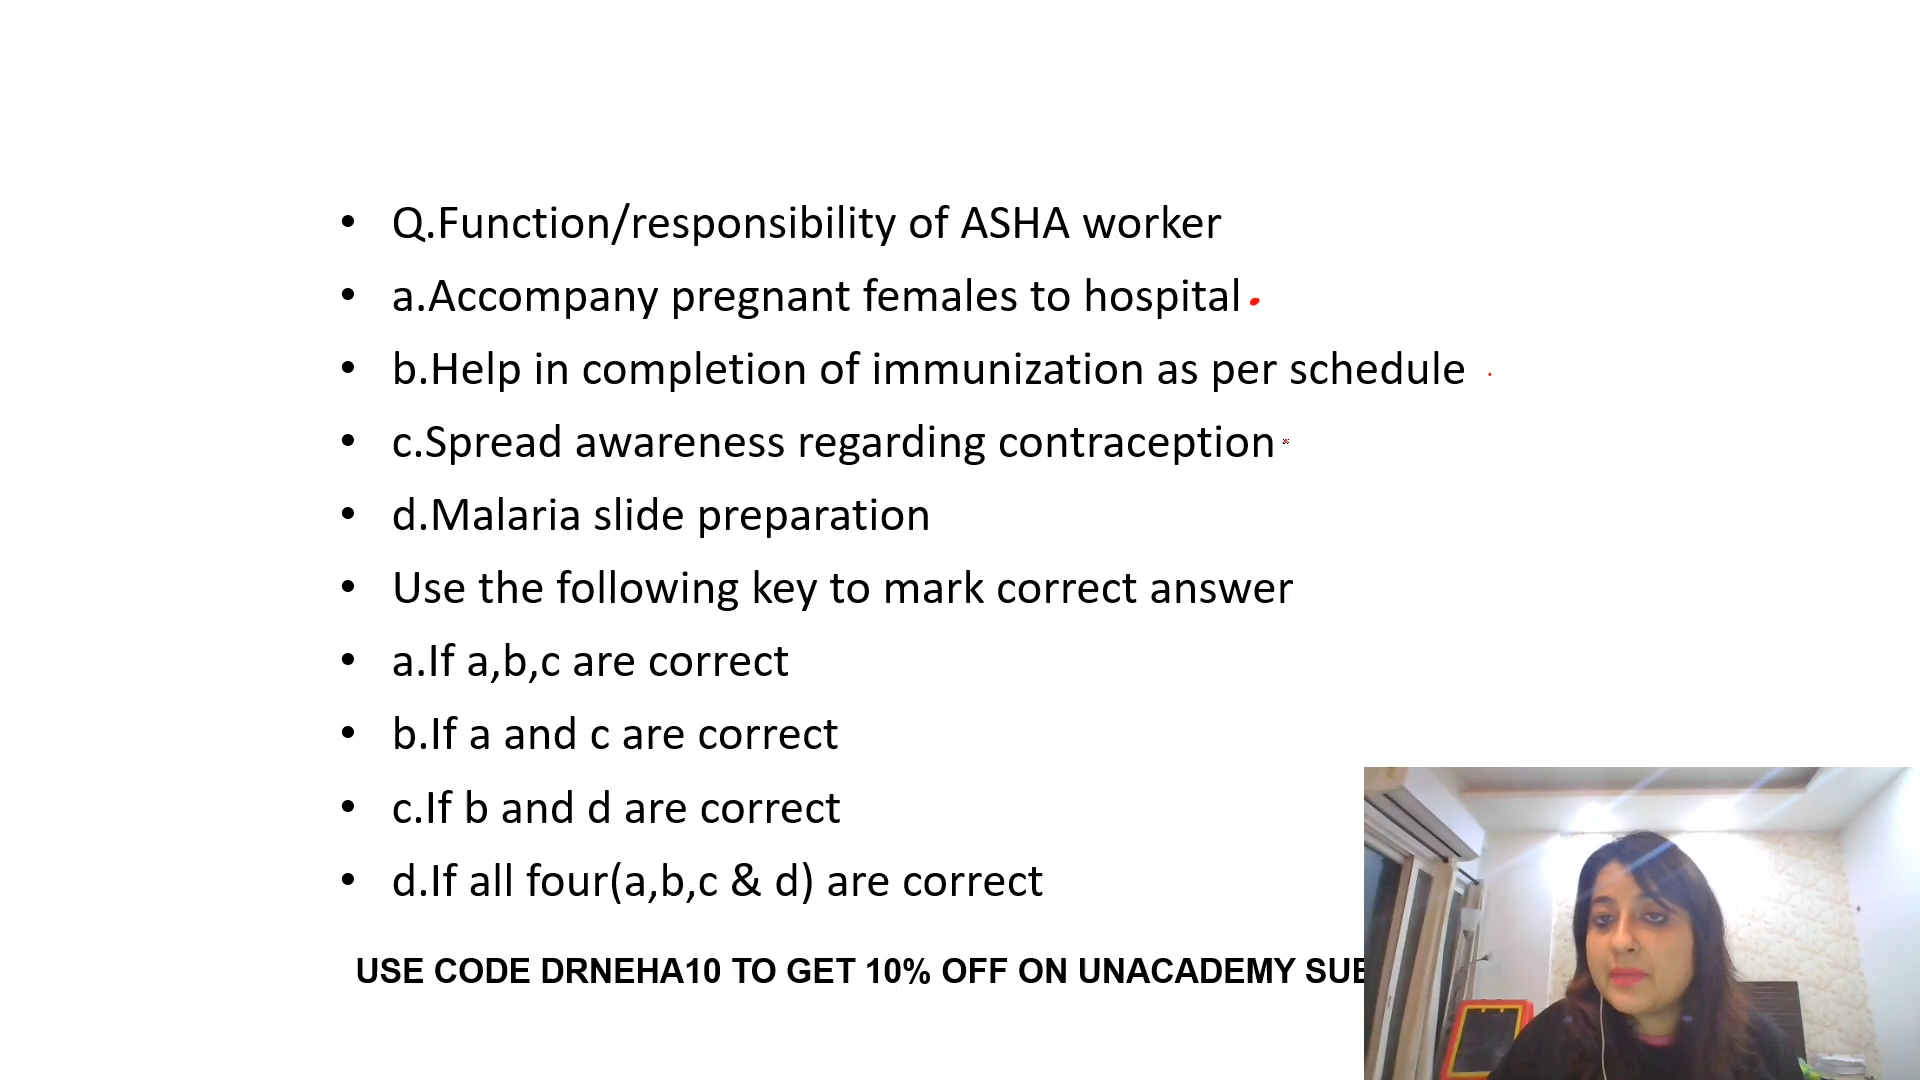 • Q.Function/responsibility of ASHA worker
• a.Accompany pregnant females to hospital
• b.Help in completion of immunization as per schedule
• c.Spread awareness regarding contraception
• d.Malaria slide preparation
• Use the following key to mark correct answer
• a.If a,b,c are correct
• b.If a and c are correct
• c.If b and d are correct
• d.If all four(a,b,c & d) are correct
USE CODE DRNEHA10 TO GET 10% OFF ON UNACADEMY